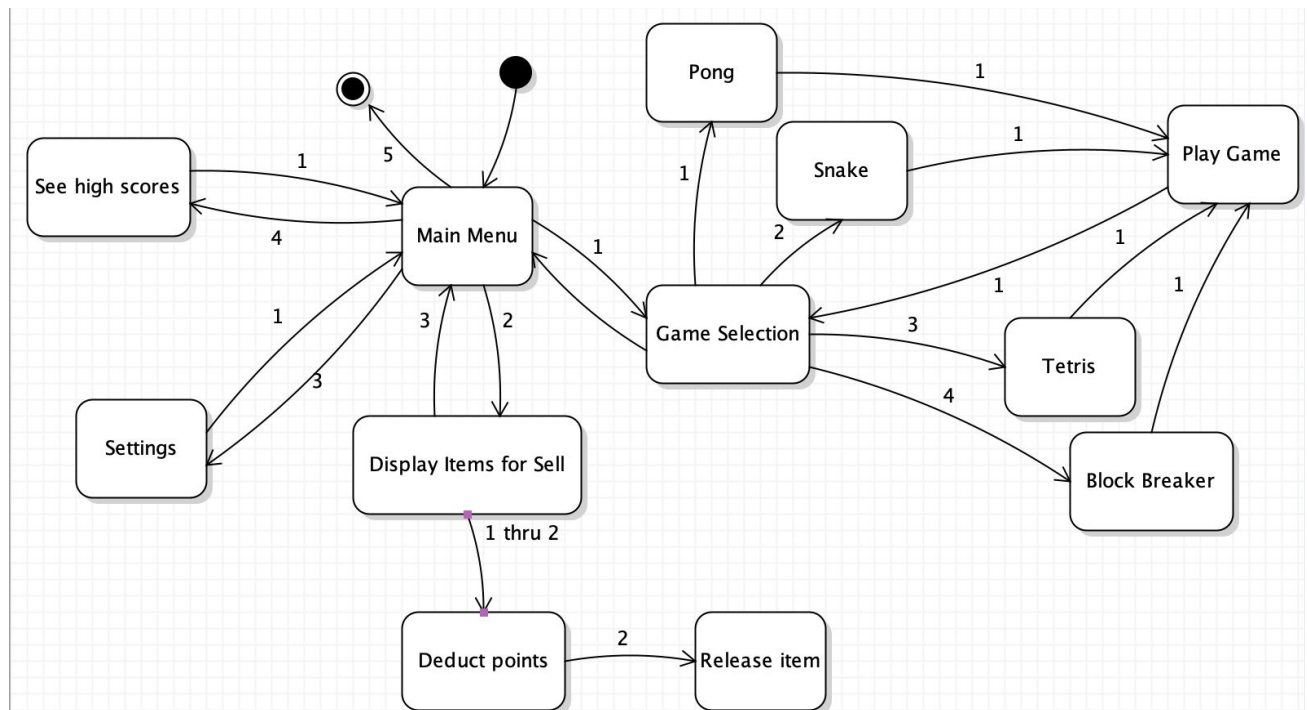 Pong
1
Snake
1
Play Game
5
1
See high scores
1
2
Main Menu
4
1
1
1
1
1
3
2
Game Selection
3
Tetris
3
4
Settings
Display Items for Sell
Block Breaker
1 thru 2
Deduct points
2
Release item